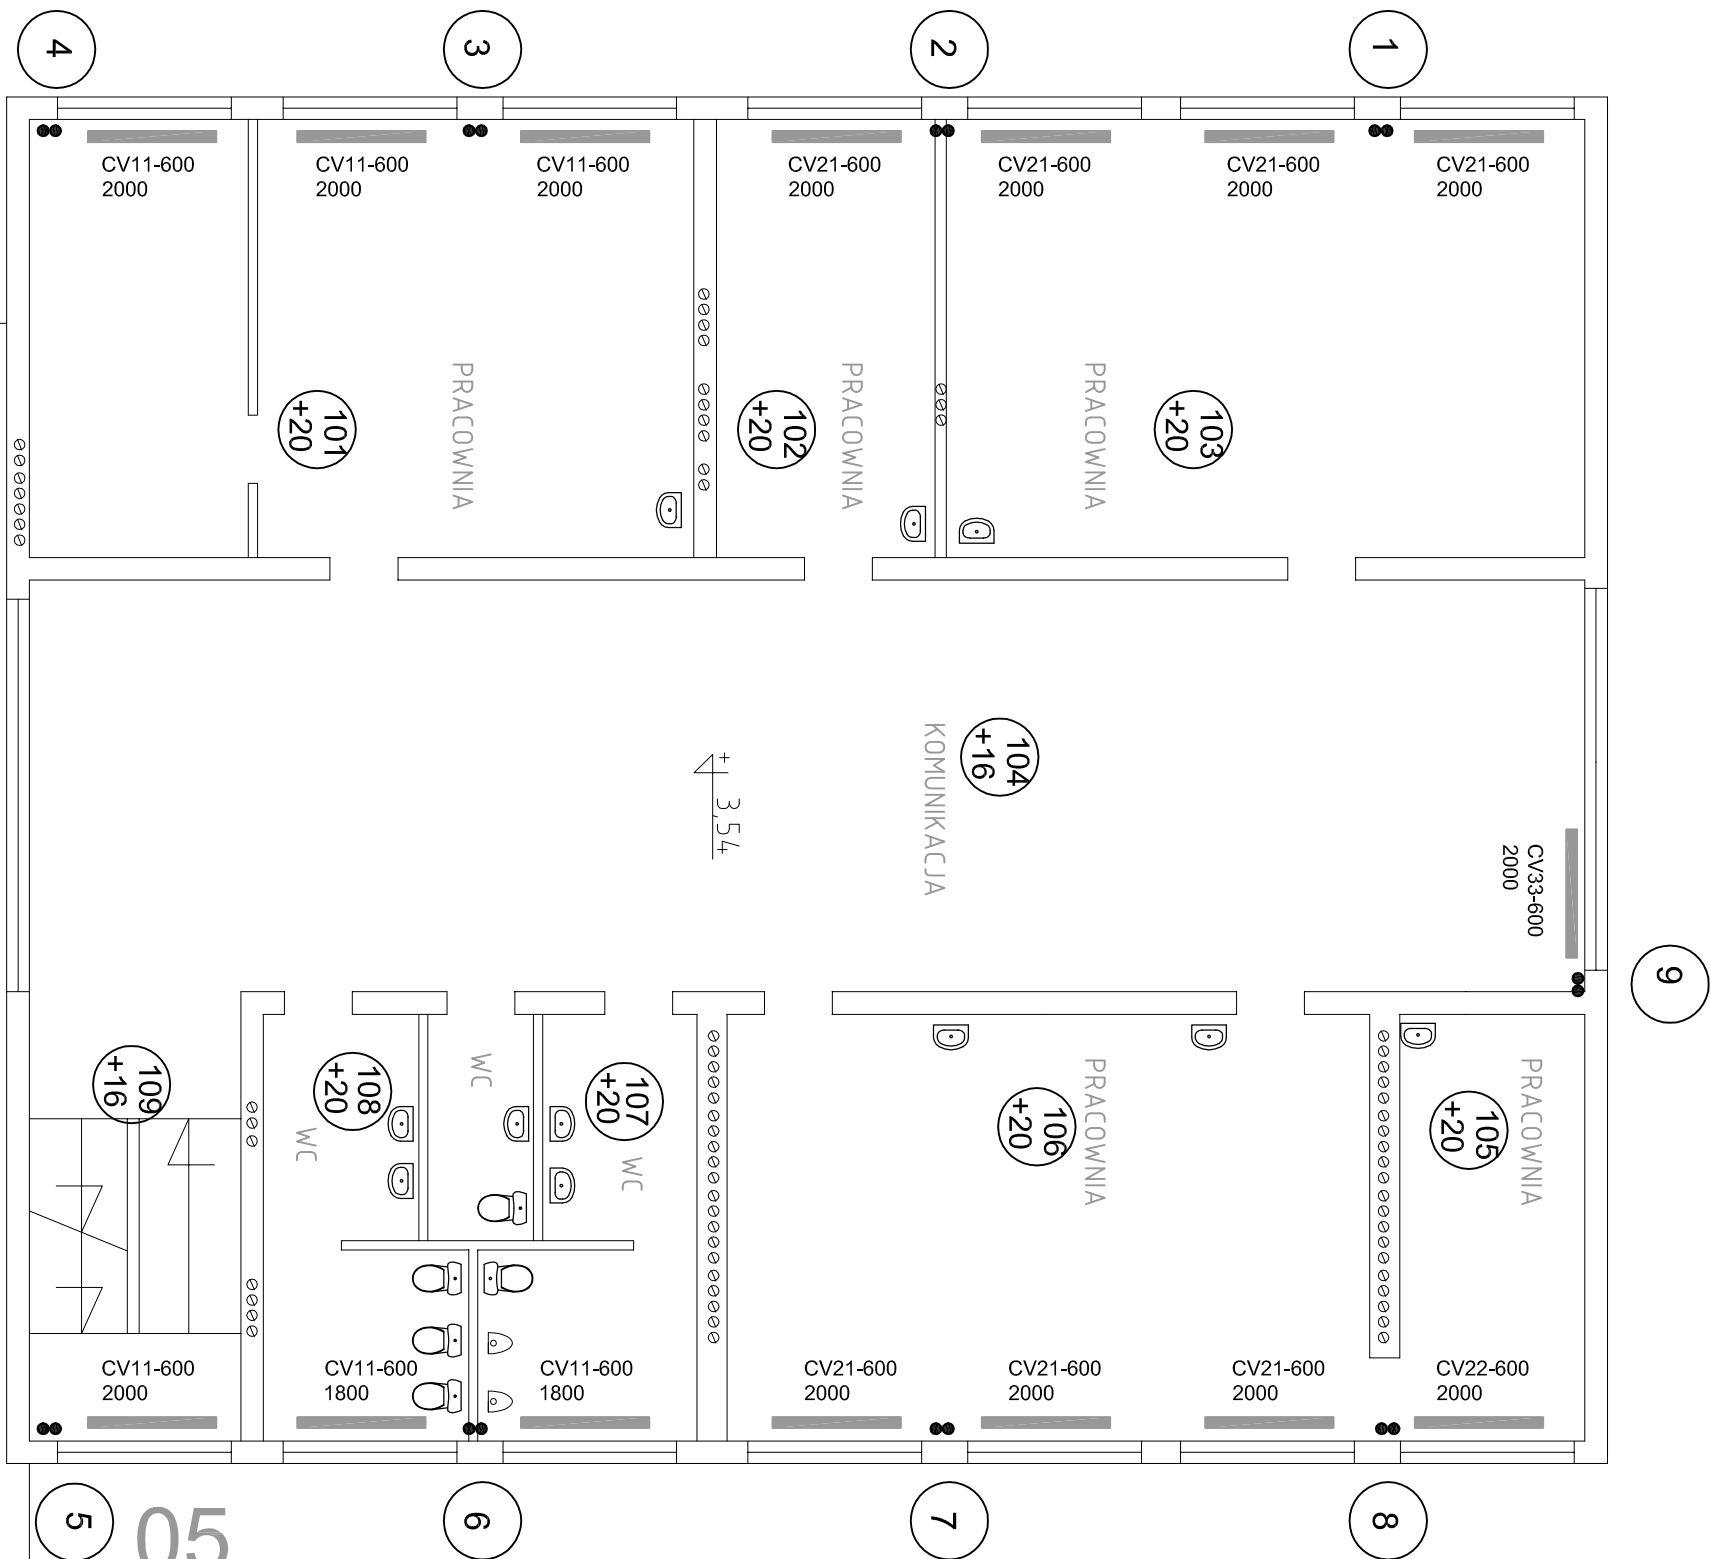 4
3
2
1
CV11-600
2000
CV11-600
2000
CV11-600
2000
CV21-600
2000
CV21-600
2000
CV21-600
2000
CV21-600
2000
PRACOWNIA
PRACOWNIA
PRACOWNIA
101
+20
102
+20
103
+20
KOMUNIKACJA
104
+16
+
3,54
CV33-600
2000
9
109
+16
108
+20
WC
WC
107
+20
WC
PRACOWNIA
106
+20
PRACOWNIA
105
+20
CV11-600
2000
CV11-600
1800
CV11-600
1800
CV21-600
2000
CV21-600
2000
CV21-600
2000
CV22-600
2000
5
05
6
7
8